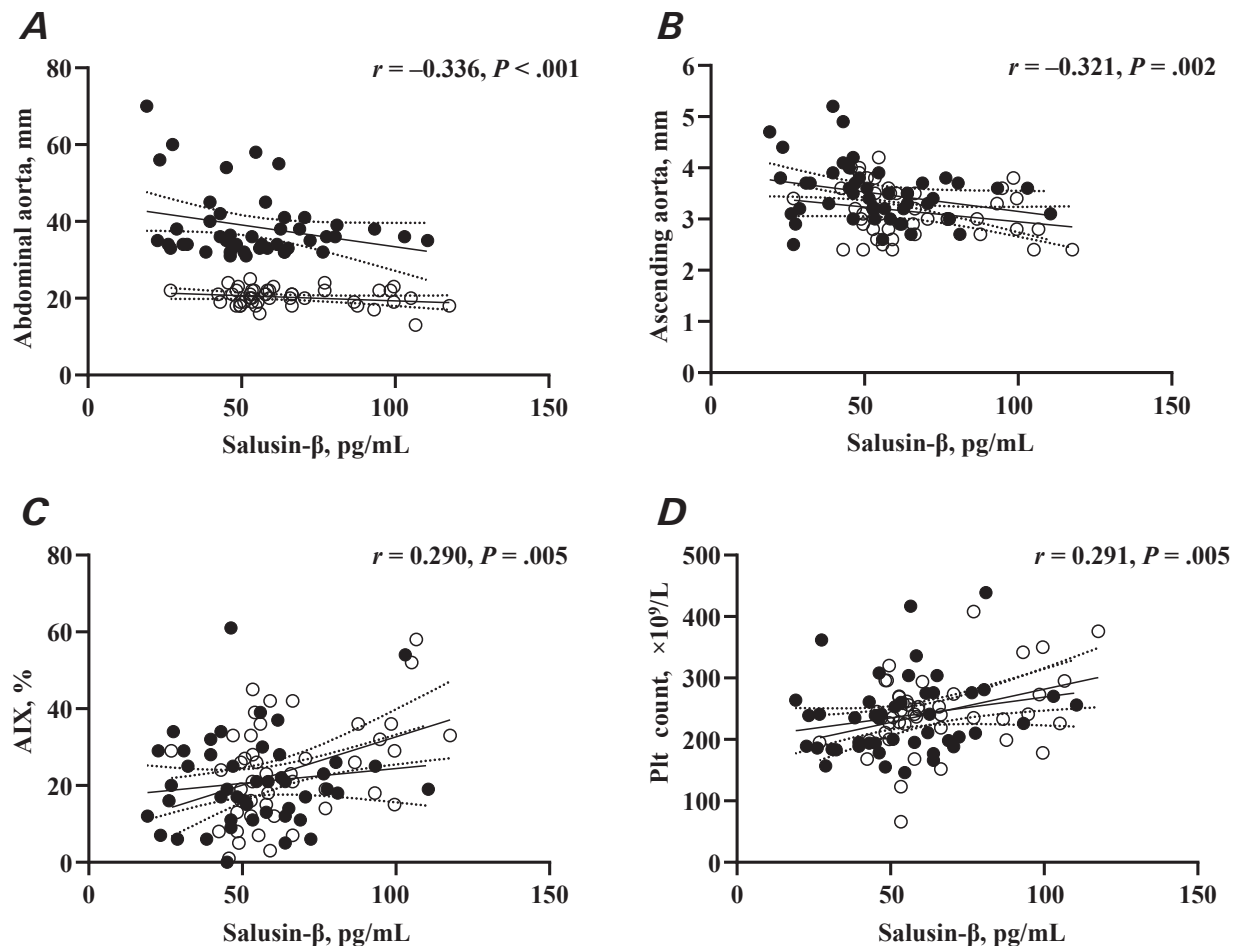 A
r = –0.336, P < .001
Abdominal aorta, mm
80
60
40
20
0
0 50 100 150
Salusin-β, pg/mL
B
r = –0.321, P = .002
Ascending aorta, mm
6
5
4
3
2
1
0
0 50 100 150
Salusin-β, pg/mL
C
r = 0.290, P = .005
AIX, %
80
60
40
20
0
0 50 100 150
Salusin-β, pg/mL
D
r = 0.291, P = .005
Plt count, ×10⁹/L
500
400
300
200
100
0
0 50 100 150
Salusin-β, pg/mL